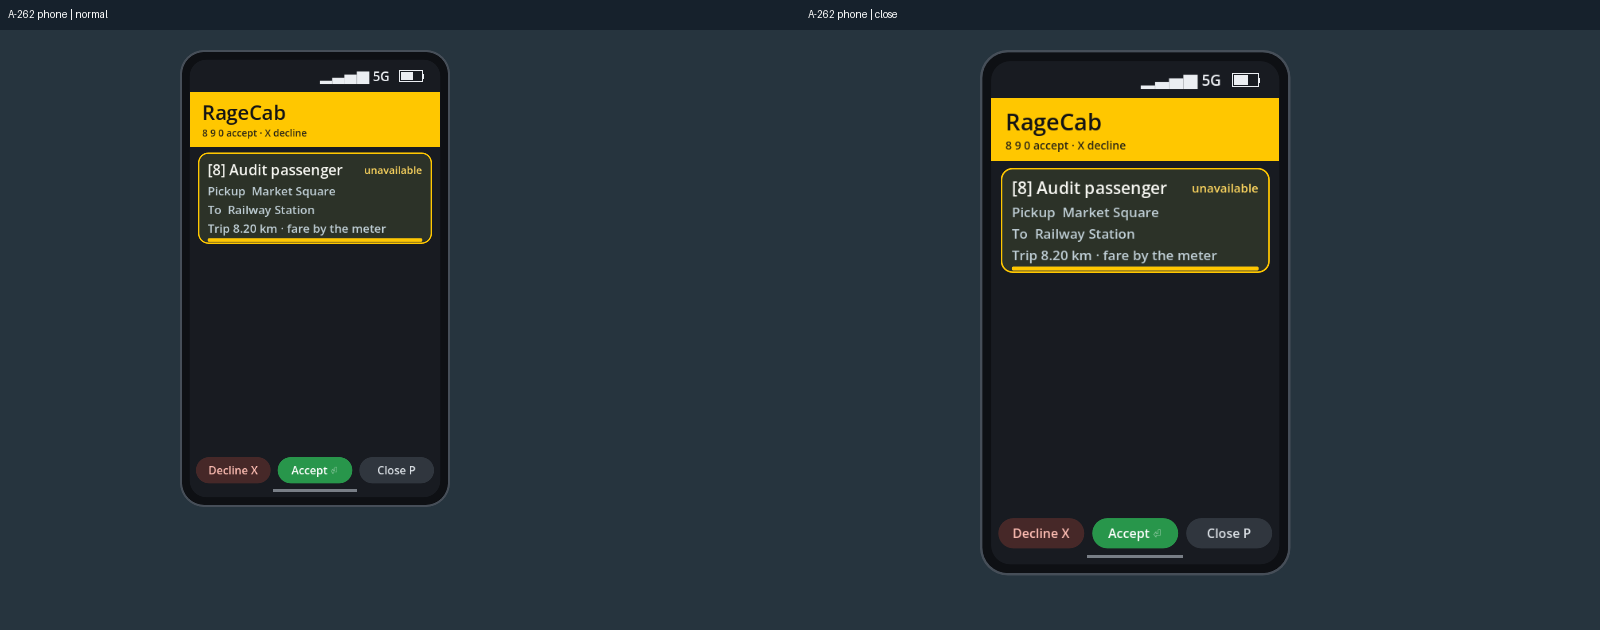 A-262 phone | normal
5G
RageCab
8 9 0 accept · X decline
[8] Audit passenger unavailable
Pickup Market Square
To Railway Station
Trip 8.20 km · fare by the meter
Decline X Accept ⏎ Close P
A-262 phone | close
5G
RageCab
8 9 0 accept · X decline
[8] Audit passenger unavailable
Pickup Market Square
To Railway Station
Trip 8.20 km · fare by the meter
Decline X Accept ⏎ Close P